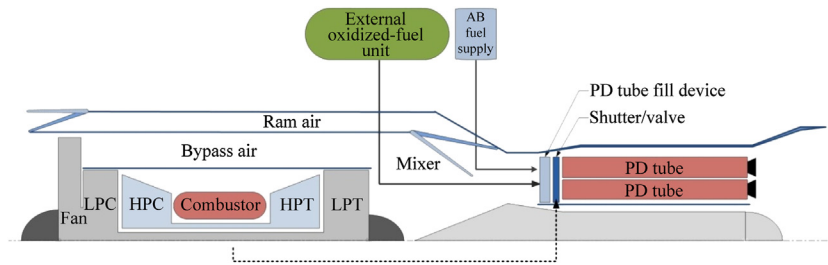 External
oxidized-fuel
unit
AB
fuel
supply
PD tube fill device
Shutter/valve
Ram air
Bypass air
Mixer
PD tube
PD tube
Fan
LPC
HPC
Combustor
HPT
LPT